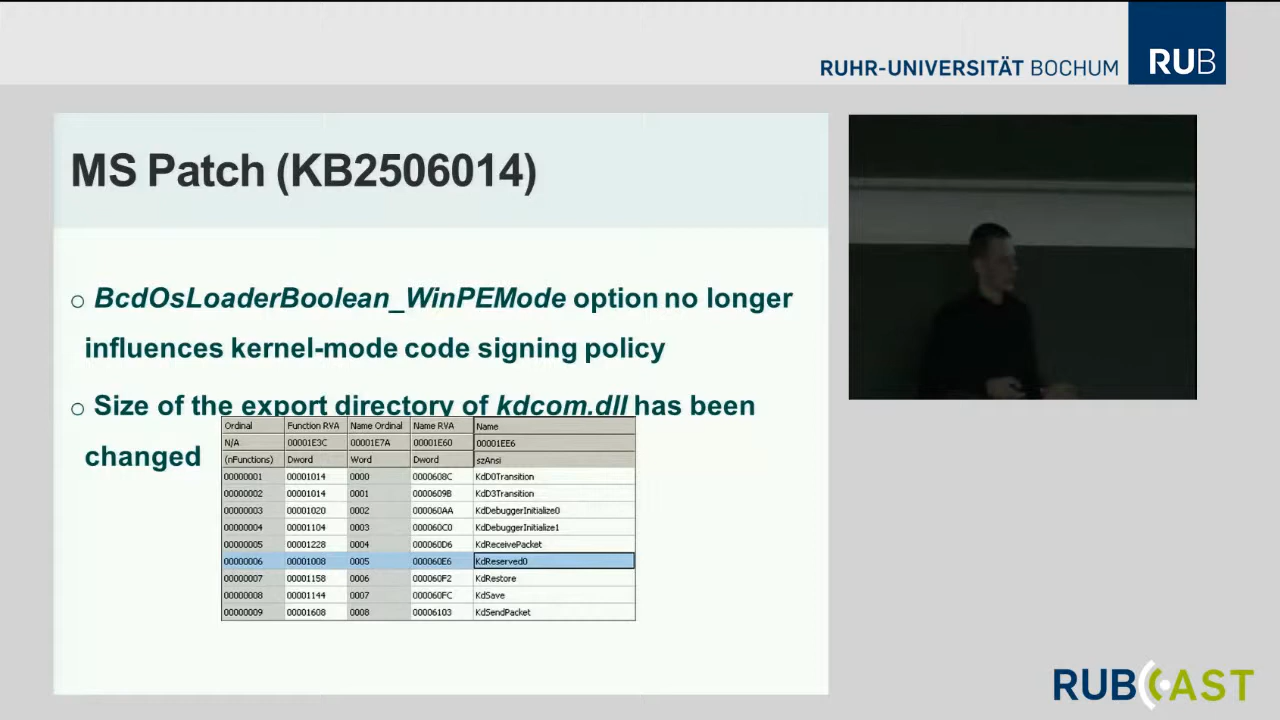 RUHR-UNIVERSITÄT BOCHUM RUB
MS Patch (KB2506014)
○ BcdOsLoaderBoolean_WinPEMode option no longer
influences kernel-mode code signing policy
○ Size of the export directory of kdcom.dll has been
changed
Ordinal Function RVA Name Ordinal Name RVA Name
N/A 00001E3C 00001E7A 00001E60 00001EE6
(nFunctions) Dword Word Dword szAnsi
00000001 00001014 0000 0000608C KdD0Transition
00000002 00001014 0001 0000609B KdD3Transition
00000003 00001020 0002 000060AA KdDebuggerInitialize0
00000004 00001104 0003 000060C0 KdDebuggerInitialize1
00000005 00001228 0004 000060D6 KdReceivePacket
00000006 00001008 0005 000060E6 KdReserved0
00000007 00001158 0006 000060F2 KdRestore
00000008 00001144 0007 000060FC KdSave
00000009 00001608 0008 00006103 KdSendPacket
RUBCAST